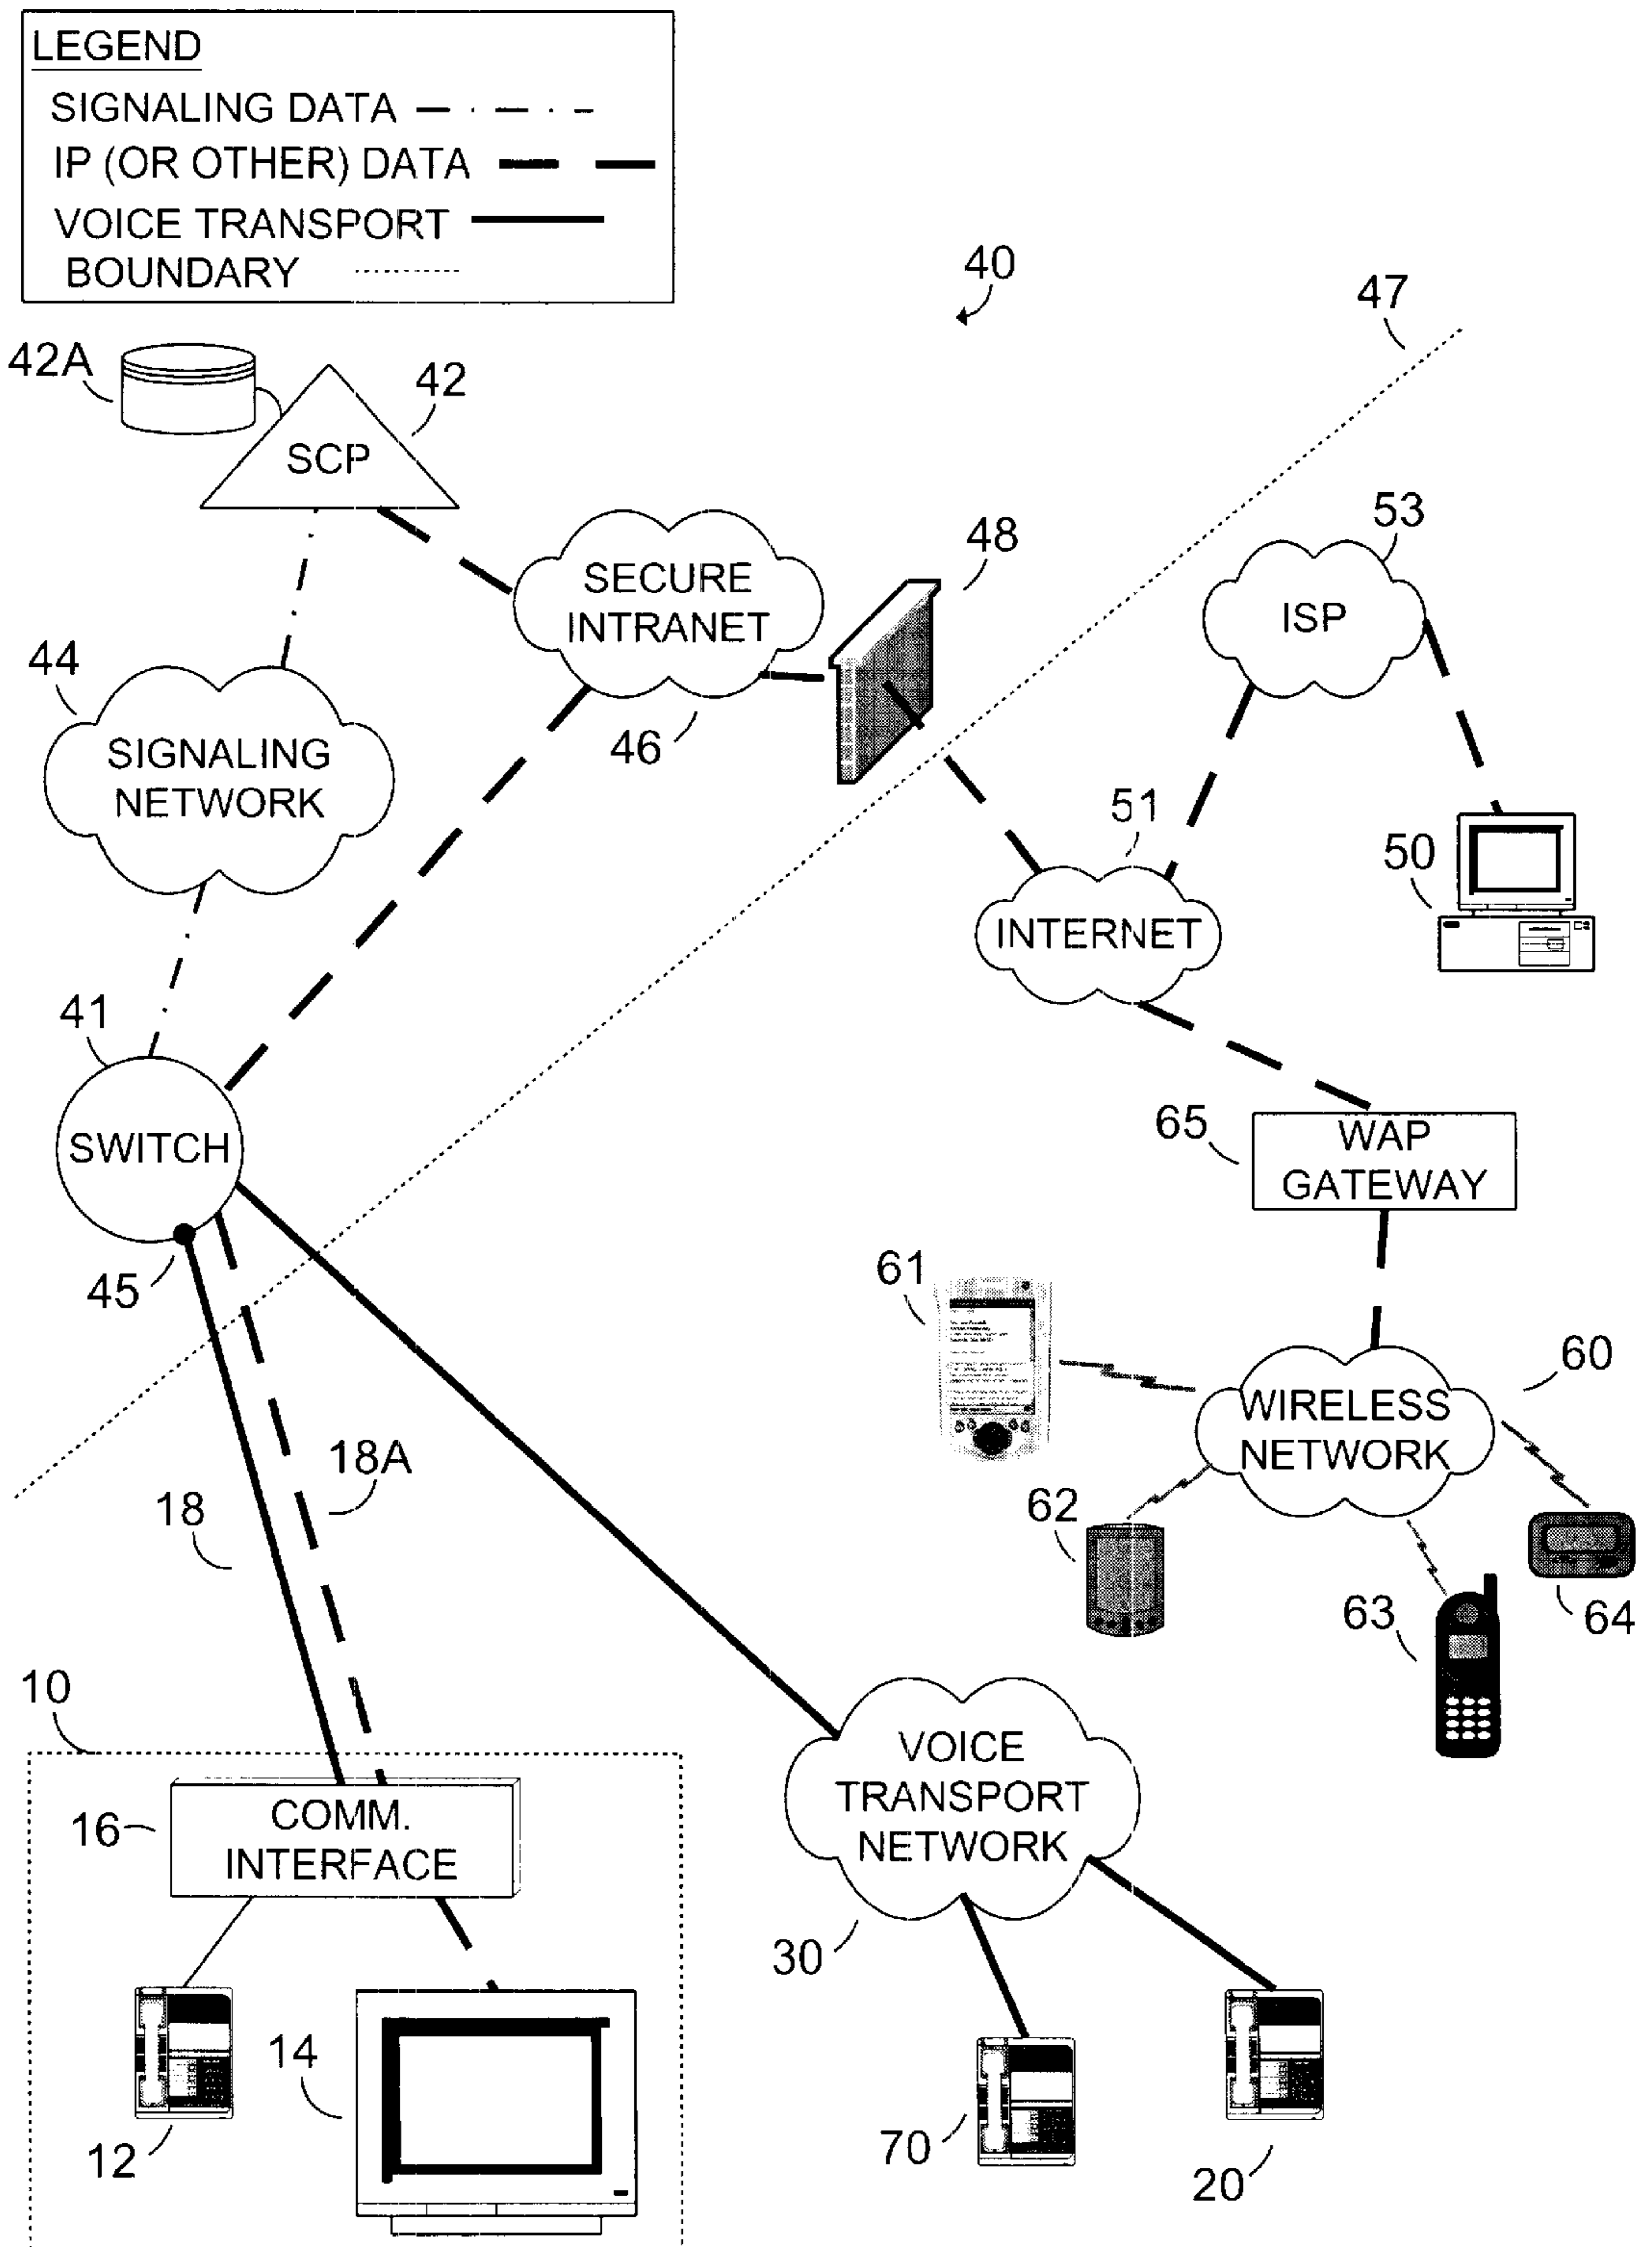 LEGEND
SIGNALING DATA
IP (OR OTHER) DATA
VOICE TRANSPORT
BOUNDARY
40
47
42A
42
SCP
53
48
SECURE
INTRANET
ISP
44
46
SIGNALING
NETWORK
51
50
INTERNET
41
65
WAP
GATEWAY
SWITCH
45
61
60
WIRELESS
NETWORK
18A
18
62
63
64
10
VOICE
TRANSPORT
NETWORK
16
COMM.
INTERFACE
30
14
12
70
20